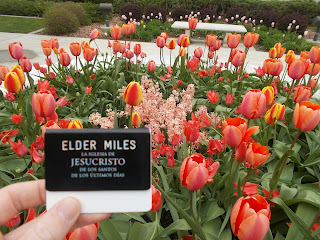 ELDER MILES
LA IGLESIA DE
JESUCRISTO
DE LOS SANTOS
DE LOS ÚLTIMOS DÍAS